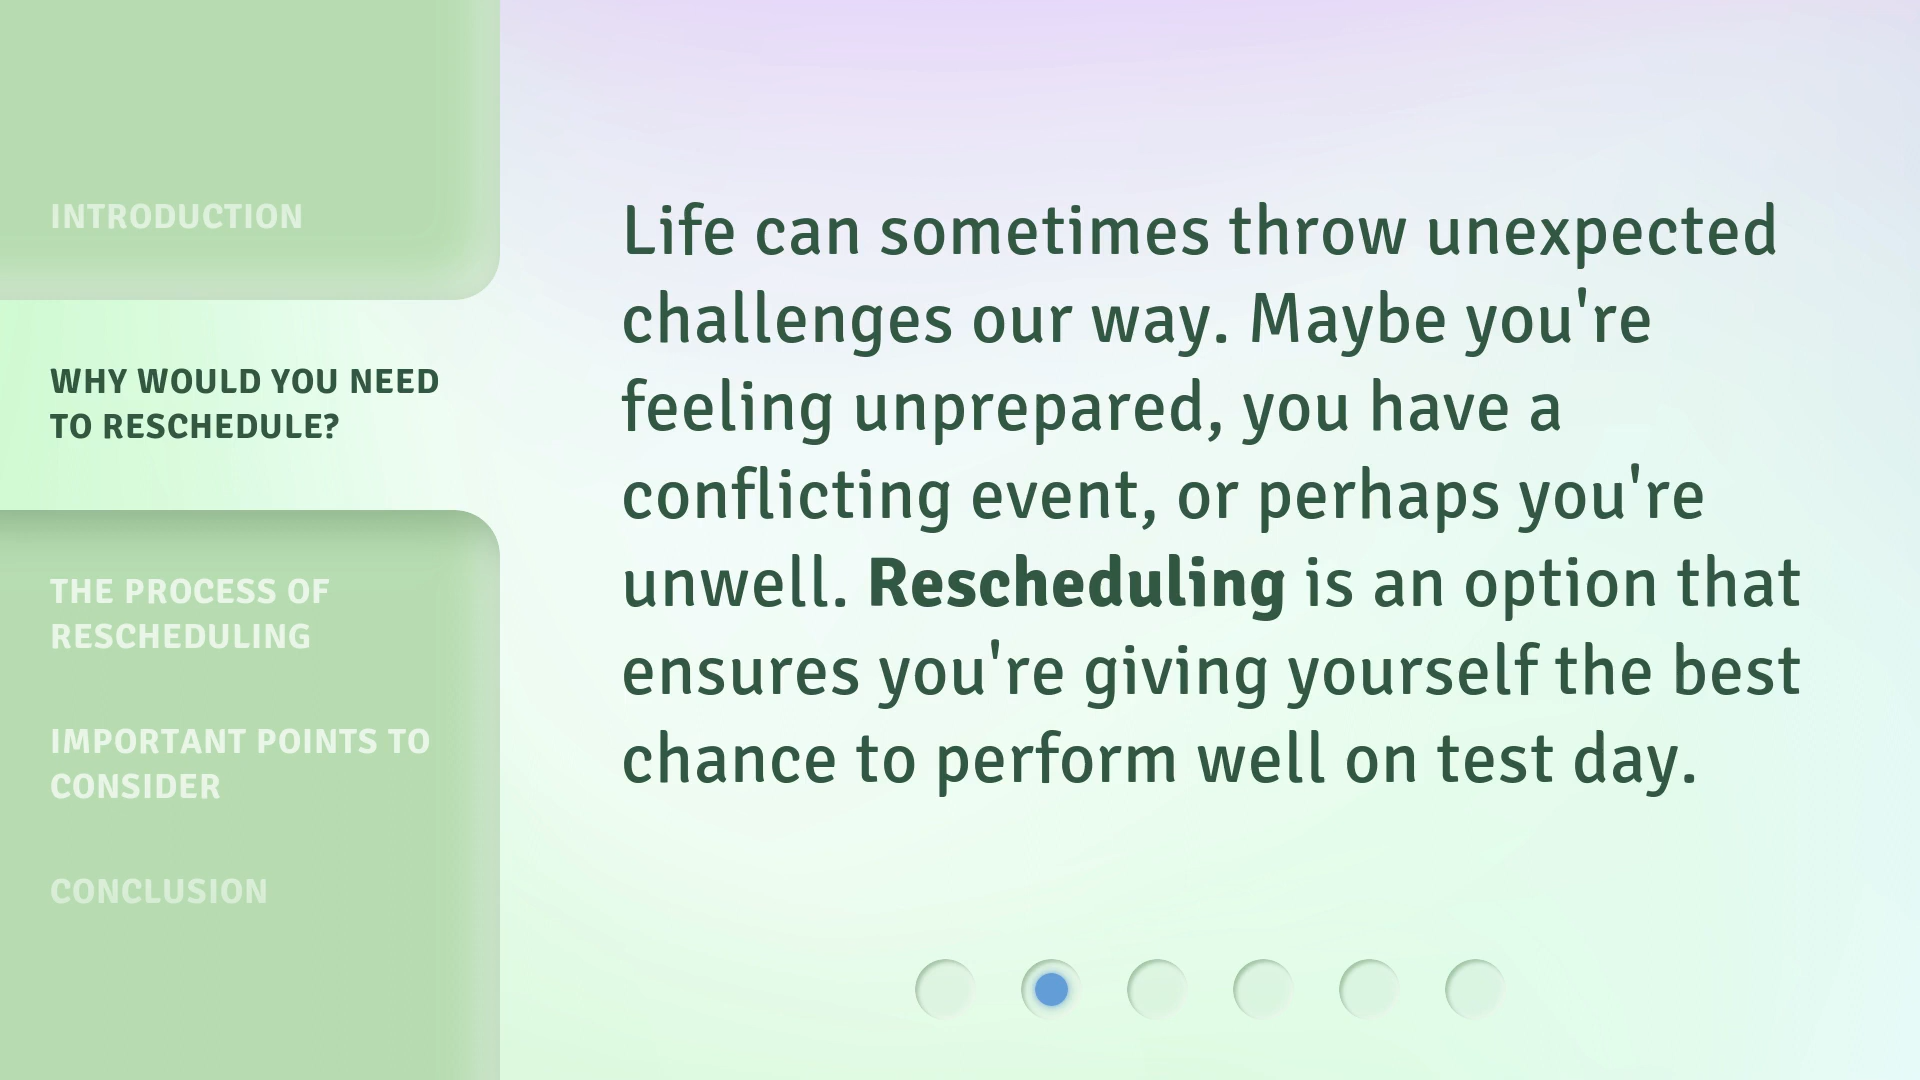 INTRODUCTION
WHY WOULD YOU NEED
TO RESCHEDULE?
THE PROCESS OF
RESCHEDULING
IMPORTANT POINTS TO
CONSIDER
CONCLUSION
Life can sometimes throw unexpected
challenges our way. Maybe you're
feeling unprepared, you have a
conflicting event, or perhaps you're
unwell. Rescheduling is an option that
ensures you're giving yourself the best
chance to perform well on test day.